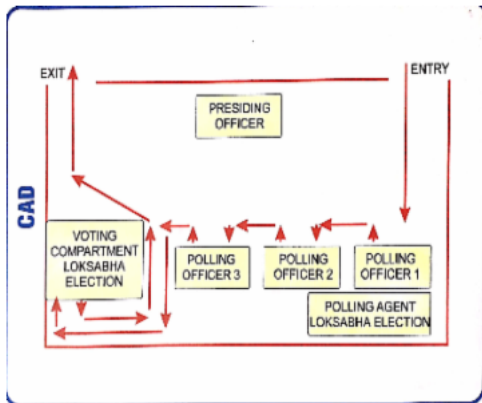 EXIT
ENTRY
PRESIDING
OFFICER
CAD
VOTING
COMPARTMENT
LOKSABHA
ELECTION
POLLING
OFFICER 3
POLLING
OFFICER 2
POLLING
OFFICER 1
POLLING AGENT
LOKSABHA ELECTION